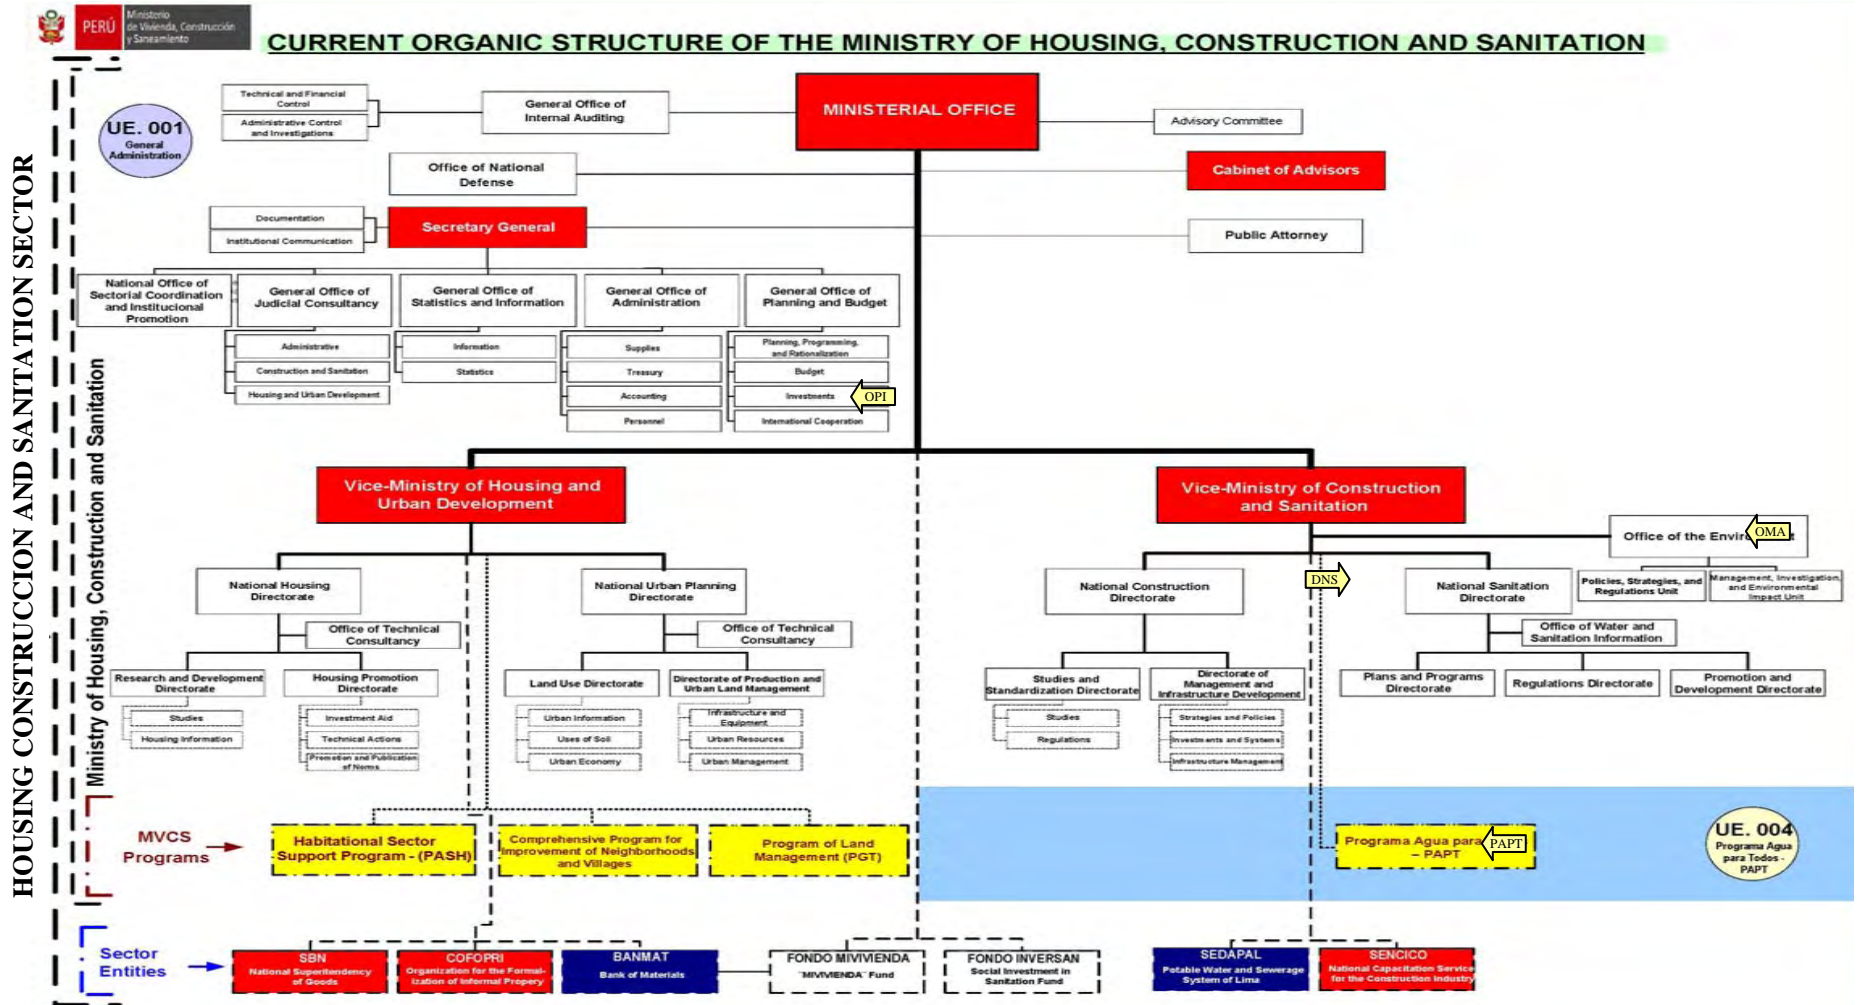 PERÚ
Ministerio
de Vivienda, Construcción
y Saneamiento
CURRENT ORGANIC STRUCTURE OF THE MINISTRY OF HOUSING, CONSTRUCTION AND SANITATION
HOUSING CONSTRUCCION AND SANITATION SECTOR
Ministry of Housing, Construction and Sanitation
UE. 001
General
Administration
Technical and Financial
Control
Administrative Control
and Investigations
General Office of
Internal Auditing
MINISTERIAL OFFICE
Advisory Committee
Office of National
Defense
Cabinet of Advisors
Documentation
Institutional Communication
Secretary General
Public Attorney
National Office of
Sectorial Coordination
and Institucional
Promotion
General Office of
Judicial Consultancy
General Office of
Statistics and Information
General Office of
Administration
General Office of
Planning and Budget
Administrative
Construction and Sanitation
Housing and Urban Development
Information
Statistics
Supplies
Treasury
Accounting
Personnel
Planning, Programming,
and Rationalization
Budget
Investments
OPI
International Cooperation
Vice-Ministry of Housing and
Urban Development
Vice-Ministry of Construction
and Sanitation
Office of the Envir
t
OMA
Policies, Strategies, and
Regulations Unit
Management, Investigation,
and Environmental
Impact Unit
National Housing
Directorate
National Urban Planning
Directorate
National Construction
Directorate
DNS
National Sanitation
Directorate
Office of Technical
Consultancy
Office of Technical
Consultancy
Office of Water and
Sanitation Information
Research and Development
Directorate
Housing Promotion
Directorate
Land Use Directorate
Directorate of Production and
Urban Land Management
Studies and
Standardization Directorate
Directorate of
Management and
Infrastructure Development
Plans and Programs
Directorate
Regulations Directorate
Promotion and
Development Directorate
Studies
Housing Information
Investment Aid
Technical Actions
Promotion and Publication
of Norms
Urban Information
Uses of Soil
Urban Economy
Infrastructure and
Equipment
Urban Resources
Urban Management
Studies
Regulations
Strategies and Policies
Investments and Systems
Infrastructure Management
MVCS
Programs
Habitational Sector
Support Program - (PASH)
Comprehensive Program for
Improvement of Neighborhoods
and Villages
Program of Land
Management (PGT)
Programa Agua para
– PAPT
PAPT
UE. 004
Programa Agua
para Todos -
PAPT
Sector
Entities
SBN
National Superitendency
of Goods
COFOPRI
Organization for the Formal-
ization of Informal Propery
BANMAT
Bank of Materials
FONDO MIVIVIENDA
¨MIVIVIENDA¨ Fund
FONDO INVERSAN
Social Investment in
Sanitation Fund
SEDAPAL
Potable Water and Sewerage
System of Lima
SENCICO
National Capacitation Service
for the Construction Industry